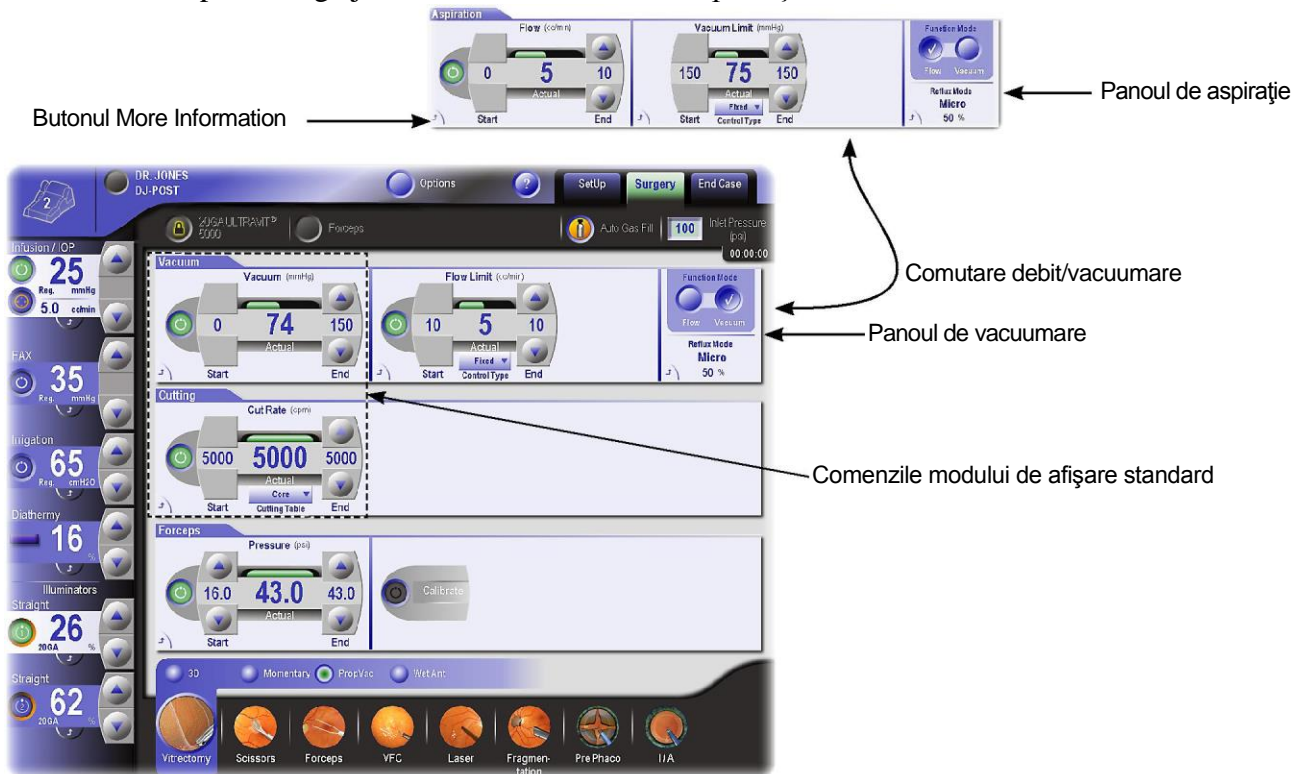 Aspiration
Flow (cc/min)
Vacuum Limit (mmHg)
Function Mode
0 5 10
150 75 150
Flow Vacuum
Actual
Actual
Reflux Mode
Fixed
Micro
Start End
Start Control Type End
50 %
Butonul More Information
Panoul de aspiraţie
2
DR. JONES
DJ-POST
Options
?
SetUp
Surgery
End Case
20GA ULTRAVIT®
5000
Forceps
Auto Gas Fill
100
Inlet Pressure
(psi)
00:00:00
Infusion / IOP
25
Reg. mmHg
5.0 cc/min
FAX
35
Reg. mmHg
Irrigation
65
Reg. cmH2O
Diathermy
16
%
Illuminators
Straight
26
20GA %
Straight
62
20GA %
Vacuum
Vacuum (mmHg)
Flow Limit (cc/min)
Function Mode
0 74 150
10 5 10
Flow Vacuum
Actual
Actual
Reflux Mode
Fixed
Micro
Start End
Start Control Type End
50 %
Comutare debit/vacuumare
Panoul de vacuumare
Cutting
Cut Rate (cpm)
5000 5000 5000
Actual
Core
Start Cutting Table End
Comenzile modului de afişare standard
Forceps
Pressure (psi)
16.0 43.0 43.0
Actual
Start End
Calibrate
3D
Momentary
PropVac
Wet Ant
Vitrectomy
Scissors
Forceps
VFC
Laser
Fragmen-
tation
Pre Phaco
I/A